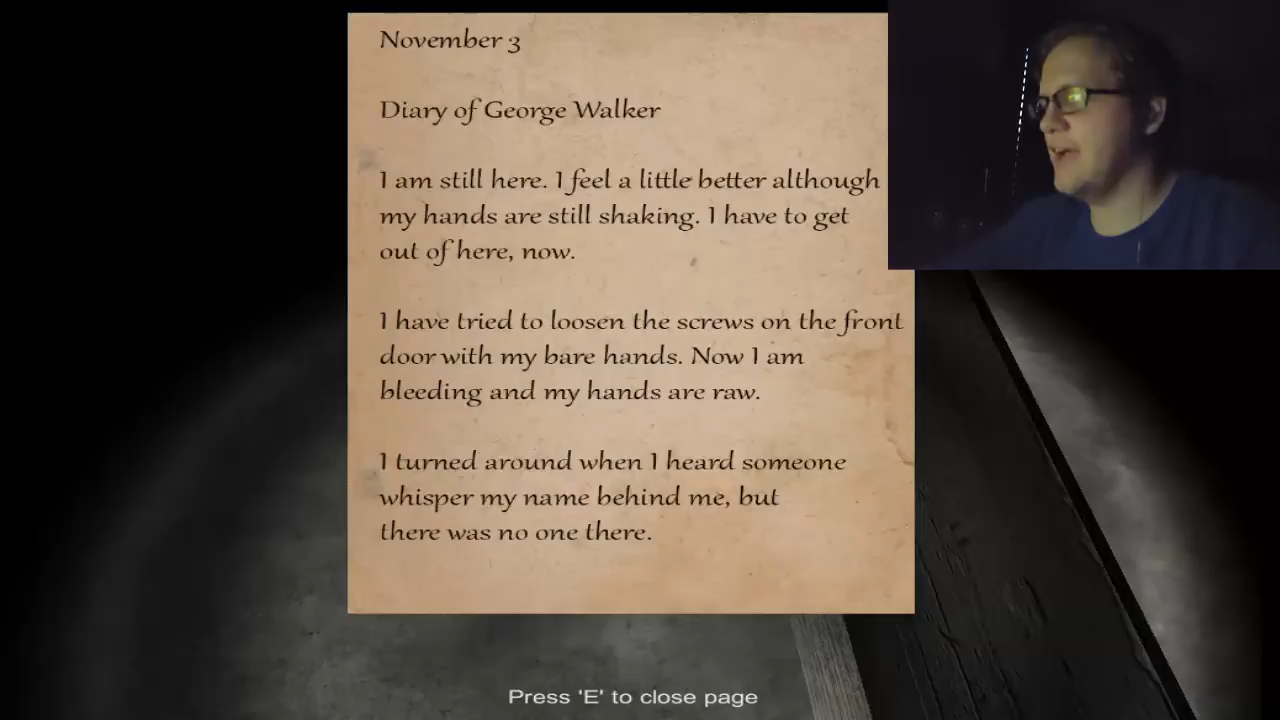 November 3
Diary of George Walker
I am still here. I feel a little better although
my hands are still shaking. I have to get
out of here, now.
I have tried to loosen the screws on the front
door with my bare hands. Now I am
bleeding and my hands are raw.
I turned around when I heard someone
whisper my name behind me, but
there was no one there.
Press 'E' to close page